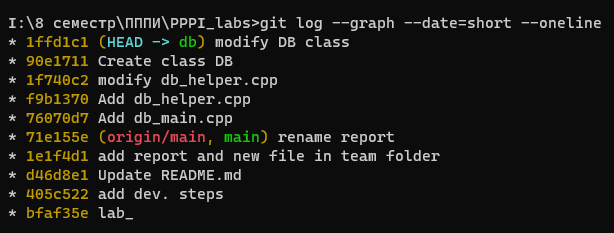 I:\8 семестр\ПППИ\PPPI_labs>git log --graph --date=short --oneline
* 1ffd1c1 (HEAD -> db) modify DB class
* 90e1711 Create class DB
* 1f740c2 modify db_helper.cpp
* f9b1370 Add db_helper.cpp
* 76070d7 Add db_main.cpp
* 71e155e (origin/main, main) rename report
* 1e1f4d1 add report and new file in team folder
* d46d8e1 Update README.md
* 405c522 add dev. steps
* bfaf35e lab_